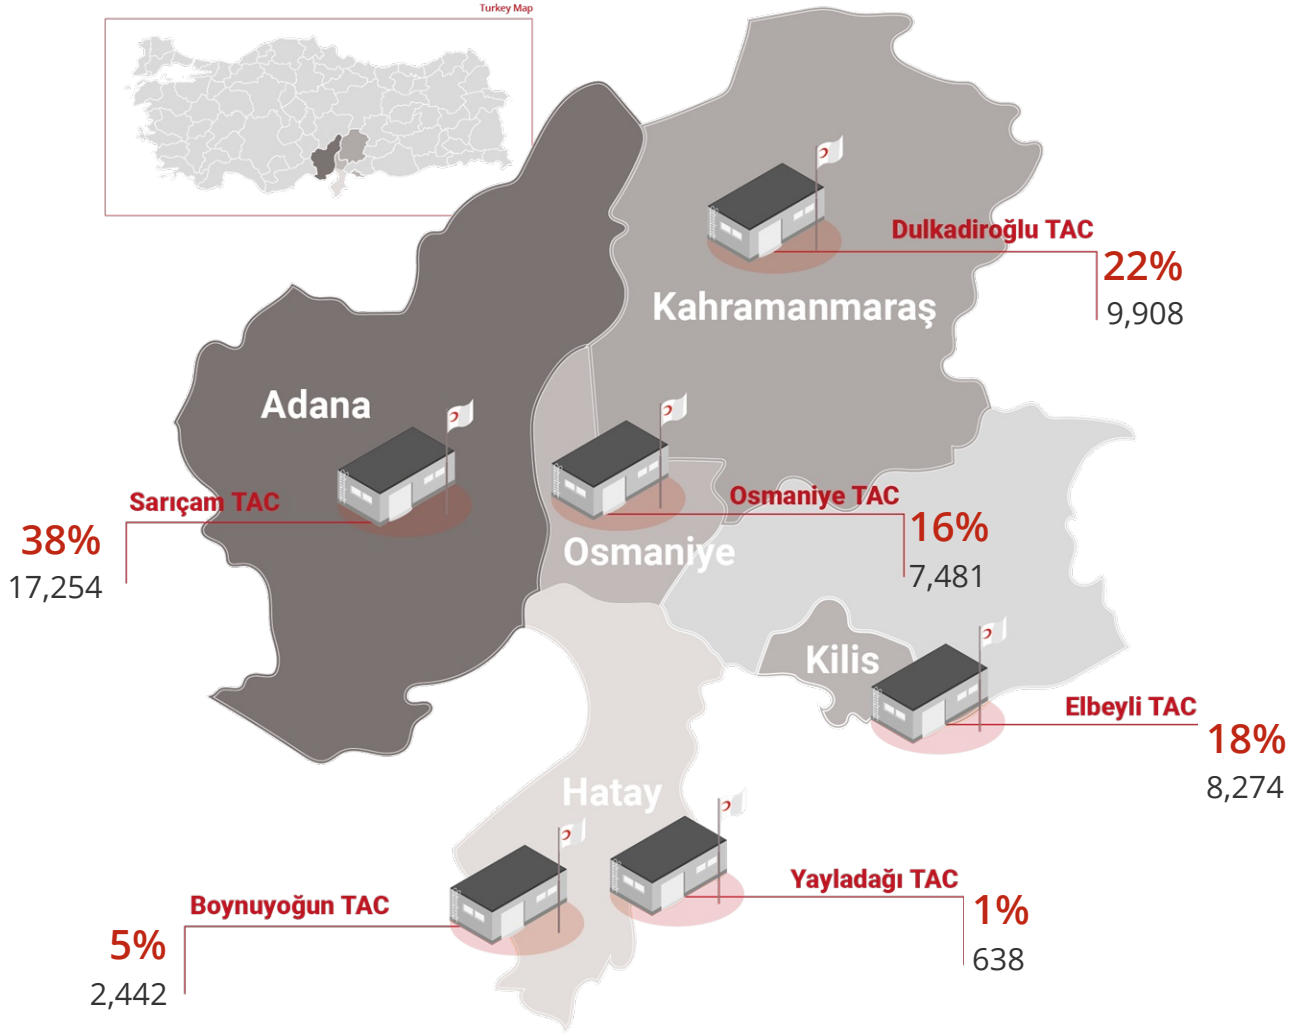 Turkey Map
Dulkadiroğlu TAC
22%
9,908
Kahramanmaraş
Adana
Sarıçam TAC
38%
17,254
Osmaniye TAC
16%
7,481
Osmaniye
Kilis
Elbeyli TAC
18%
8,274
Hatay
Yayladağı TAC
1%
638
Boynuyoğun TAC
5%
2,442